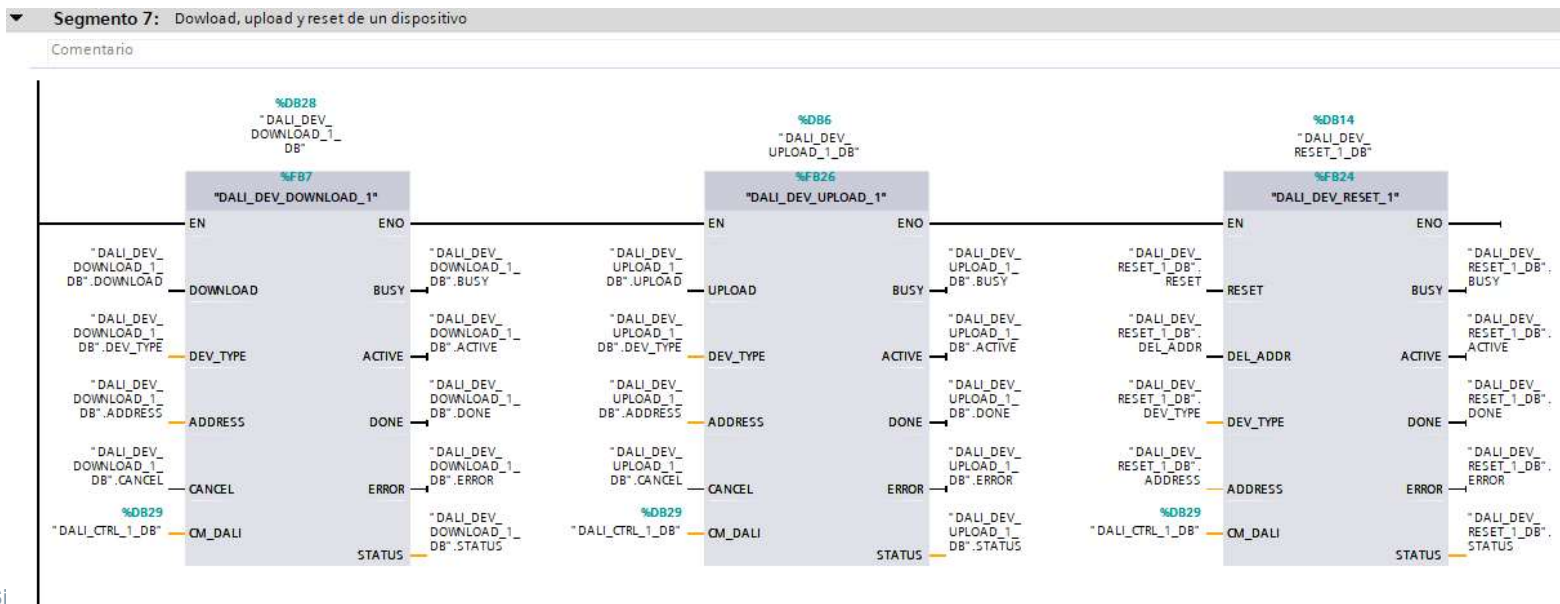 Segmento 7: Dowload, upload y reset de un dispositivo
Comentario
%DB28
"DALI_DEV_
DOWNLOAD_1_
DB"
%FB7
"DALI_DEV_DOWNLOAD_1"
EN
ENO
"DALI_DEV_
DOWNLOAD_1_
DB".DOWNLOAD
DOWNLOAD
BUSY
"DALI_DEV_
DOWNLOAD_1_
DB".BUSY
"DALI_DEV_
DOWNLOAD_1_
DB".DEV_TYPE
DEV_TYPE
ACTIVE
"DALI_DEV_
DOWNLOAD_1_
DB".ACTIVE
"DALI_DEV_
DOWNLOAD_1_
DB".ADDRESS
ADDRESS
DONE
"DALI_DEV_
DOWNLOAD_1_
DB".DONE
"DALI_DEV_
DOWNLOAD_1_
DB".CANCEL
CANCEL
ERROR
"DALI_DEV_
DOWNLOAD_1_
DB".ERROR
%DB29
"DALI_CTRL_1_DB"
CM_DALI
STATUS
"DALI_DEV_
DOWNLOAD_1_
DB".STATUS
%DB6
"DALI_DEV_
UPLOAD_1_DB"
%FB26
"DALI_DEV_UPLOAD_1"
EN
ENO
"DALI_DEV_
UPLOAD_1_
DB".UPLOAD
UPLOAD
BUSY
"DALI_DEV_
UPLOAD_1_
DB".BUSY
"DALI_DEV_
UPLOAD_1_
DB".DEV_TYPE
DEV_TYPE
ACTIVE
"DALI_DEV_
UPLOAD_1_
DB".ACTIVE
"DALI_DEV_
UPLOAD_1_
DB".ADDRESS
ADDRESS
DONE
"DALI_DEV_
UPLOAD_1_
DB".DONE
"DALI_DEV_
UPLOAD_1_
DB".CANCEL
CANCEL
ERROR
"DALI_DEV_
UPLOAD_1_
DB".ERROR
%DB29
"DALI_CTRL_1_DB"
CM_DALI
STATUS
"DALI_DEV_
UPLOAD_1_
DB".STATUS
%DB14
"DALI_DEV_
RESET_1_DB"
%FB24
"DALI_DEV_RESET_1"
EN
ENO
"DALI_DEV_
RESET_1_DB".
RESET
RESET
BUSY
"DALI_DEV_
RESET_1_DB".
BUSY
"DALI_DEV_
RESET_1_DB".
DEL_ADDR
DEL_ADDR
ACTIVE
"DALI_DEV_
RESET_1_DB".
ACTIVE
"DALI_DEV_
RESET_1_DB".
DEV_TYPE
DEV_TYPE
DONE
"DALI_DEV_
RESET_1_DB".
DONE
"DALI_DEV_
RESET_1_DB".
ADDRESS
ADDRESS
ERROR
"DALI_DEV_
RESET_1_DB".
ERROR
%DB29
"DALI_CTRL_1_DB"
CM_DALI
STATUS
"DALI_DEV_
RESET_1_DB".
STATUS